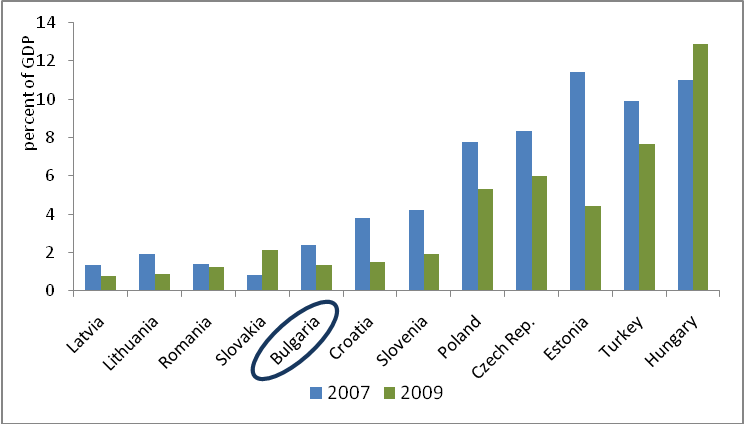 percent of GDP
14
12
10
8
6
4
2
0
Latvia
Lithuania
Romania
Slovakia
Bulgaria
Croatia
Slovenia
Poland
Czech Rep.
Estonia
Turkey
Hungary
2007 2009